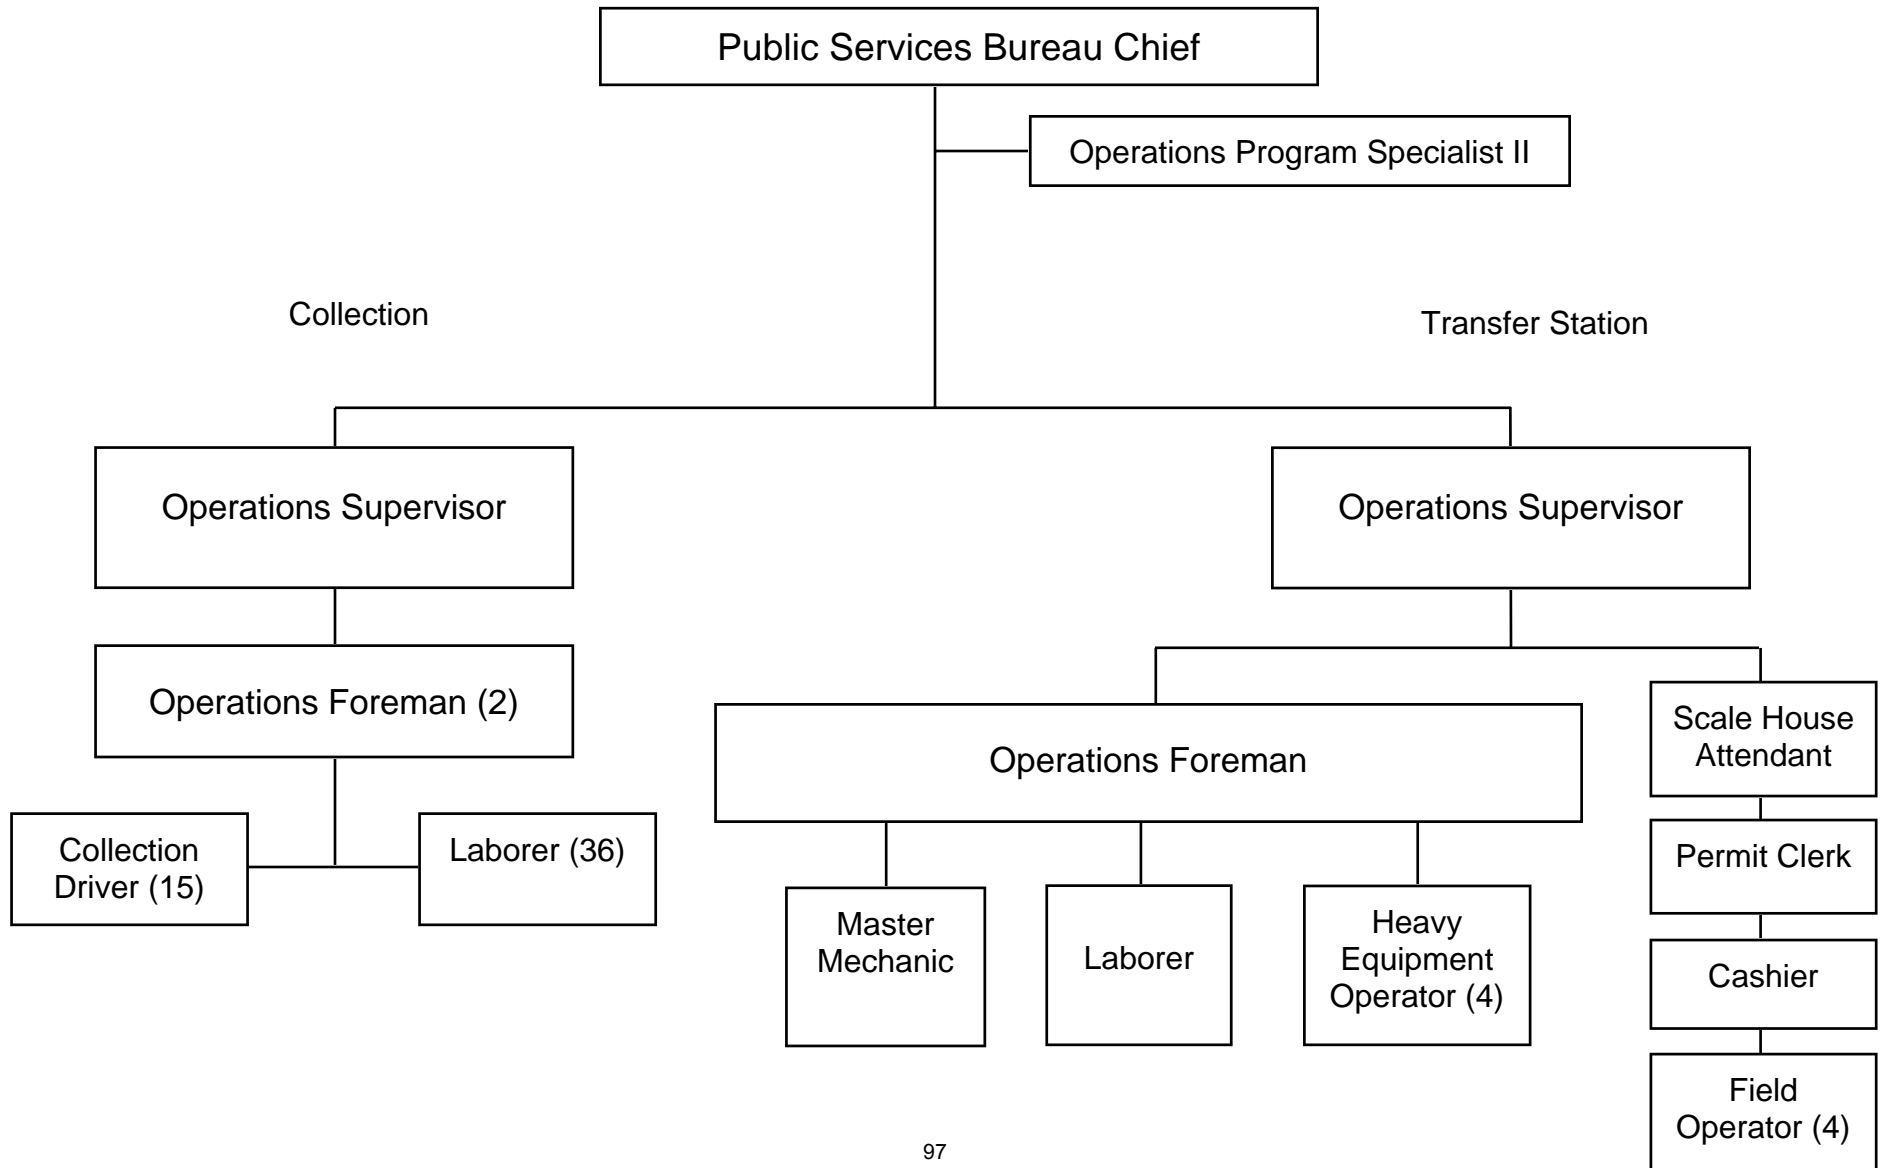 Public Services Bureau Chief
Operations Program Specialist II
Collection
Transfer Station
Operations Supervisor
Operations Supervisor
Operations Foreman (2)
Operations Foreman
Scale House
Attendant
Collection
Driver (15)
Laborer (36)
Permit Clerk
Master
Mechanic
Laborer
Heavy
Equipment
Operator (4)
Cashier
Field
Operator (4)
97